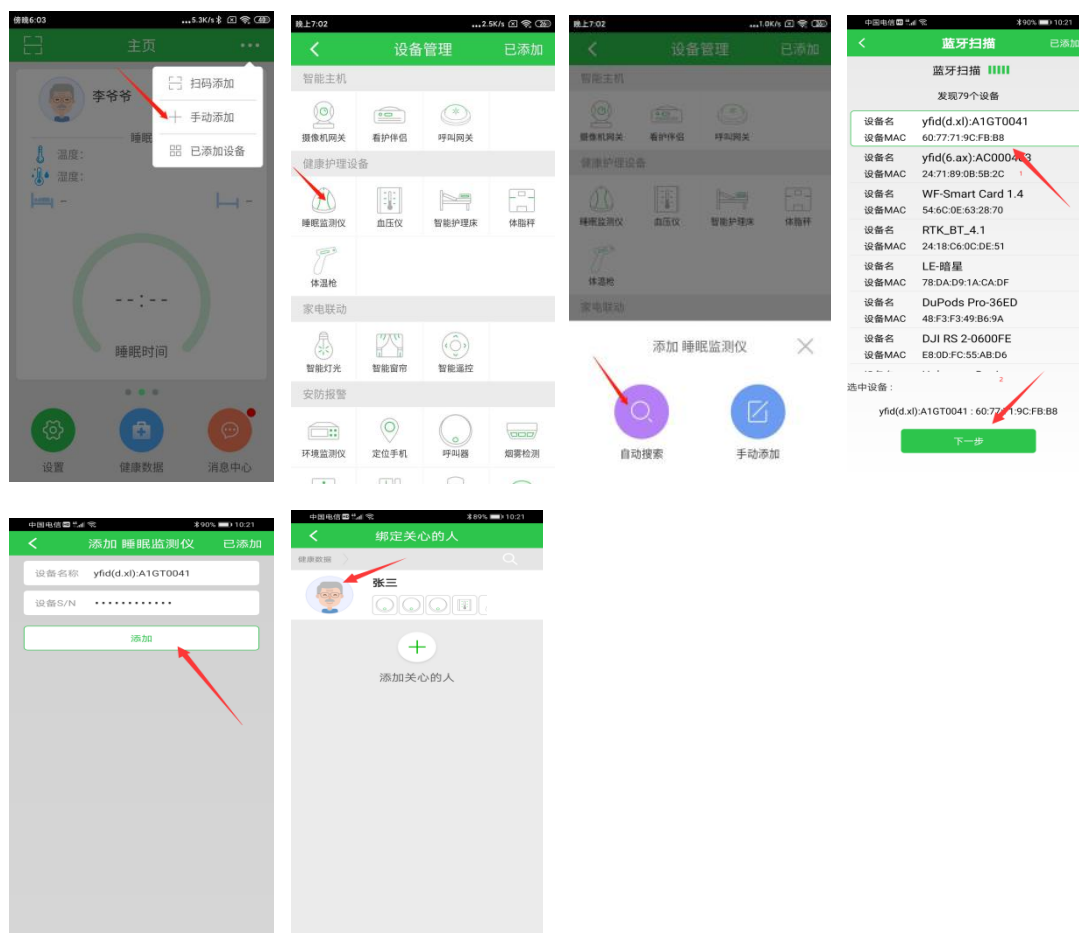 傍晚6:03
...5.3K/s
主页
李爷爷
扫码添加
手动添加
已添加设备
睡眠
温度：
湿度：
-
-
--:--
睡眠时间
设置
健康数据
消息中心
晚上7:02
...2.5K/s
设备管理
已添加
智能主机
摄像机网关
看护伴侣
呼叫网关
健康护理设备
睡眠监测仪
血压仪
智能护理床
体脂秤
体温枪
家电联动
智能灯光
智能窗帘
智能遥控
安防报警
环境监测仪
定位手机
呼叫器
烟雾检测
晚上7:02
...1.0K/s
设备管理
已添加
智能主机
摄像机网关
看护伴侣
呼叫网关
健康护理设备
睡眠监测仪
血压仪
智能护理床
体脂秤
体温枪
家电联动
添加 睡眠监测仪
自动搜索
手动添加
中国电信
90%
10:21
蓝牙扫描
已添加
蓝牙扫描
发现79个设备
设备名 yfid(d.xl):A1GT0041
设备MAC 60:77:71:9C:FB:B8
设备名 yfid(6.ax):AC000463
设备MAC 24:71:89:0B:5B:2C
1
设备名 WF-Smart Card 1.4
设备MAC 54:6C:0E:63:28:70
设备名 RTK_BT_4.1
设备MAC 24:18:C6:0C:DE:51
设备名 LE-暗星
设备MAC 78:DA:D9:1A:CA:DF
设备名 DuPods Pro-36ED
设备MAC 48:F3:F3:49:B6:9A
设备名 DJI RS 2-0600FE
设备MAC E8:0D:FC:55:AB:D6
2
选中设备：
yfid(d.xl):A1GT0041 : 60:77:71:9C:FB:B8
下一步
中国电信
90%
10:21
添加 睡眠监测仪
已添加
设备名称 yfid(d.xl):A1GT0041
设备S/N ············
添加
中国电信
89%
10:21
绑定关心的人
健康数据
张三
添加关心的人